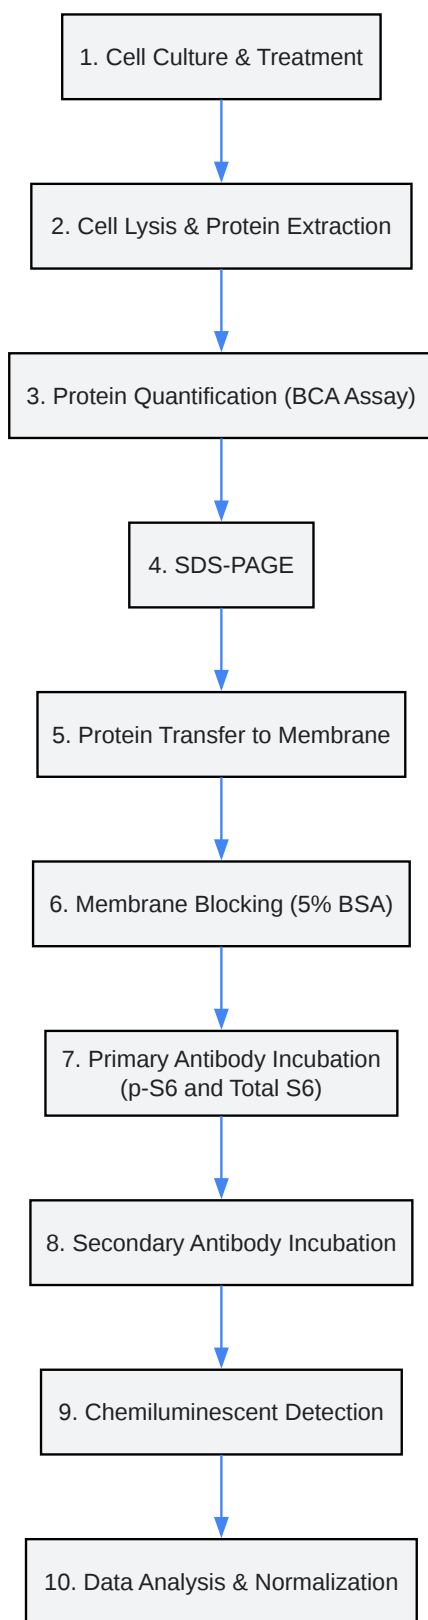 1. Cell Culture & Treatment
2. Cell Lysis & Protein Extraction
3. Protein Quantification (BCA Assay)
4. SDS-PAGE
5. Protein Transfer to Membrane
6. Membrane Blocking (5% BSA)
7. Primary Antibody Incubation
(p-S6 and Total S6)
8. Secondary Antibody Incubation
9. Chemiluminescent Detection
10. Data Analysis & Normalization